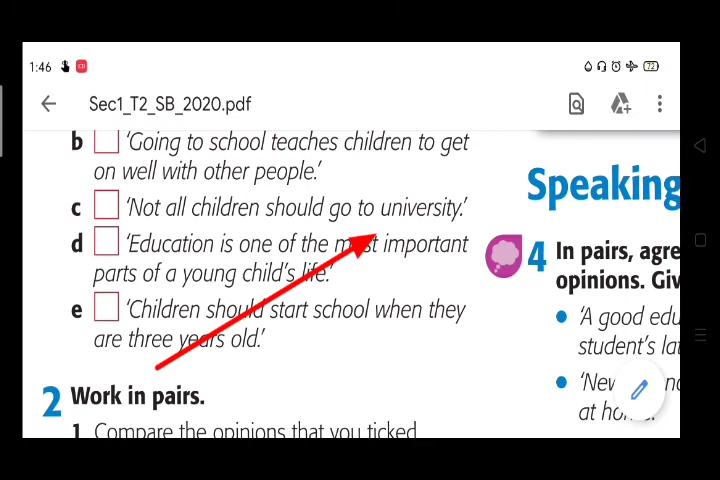 1:46
72
Sec1_T2_SB_2020.pdf
b 'Going to school teaches children to get
on well with other people.'
c 'Not all children should go to university.'
d 'Education is one of the most important
parts of a young child's life.'
e 'Children should start school when they
are three years old.'
2 Work in pairs.
1 Compare the opinions that you ticked
Speaking
4 In pairs, agre
opinions. Giv
• 'A good edu
student's la
• 'New
at home.'